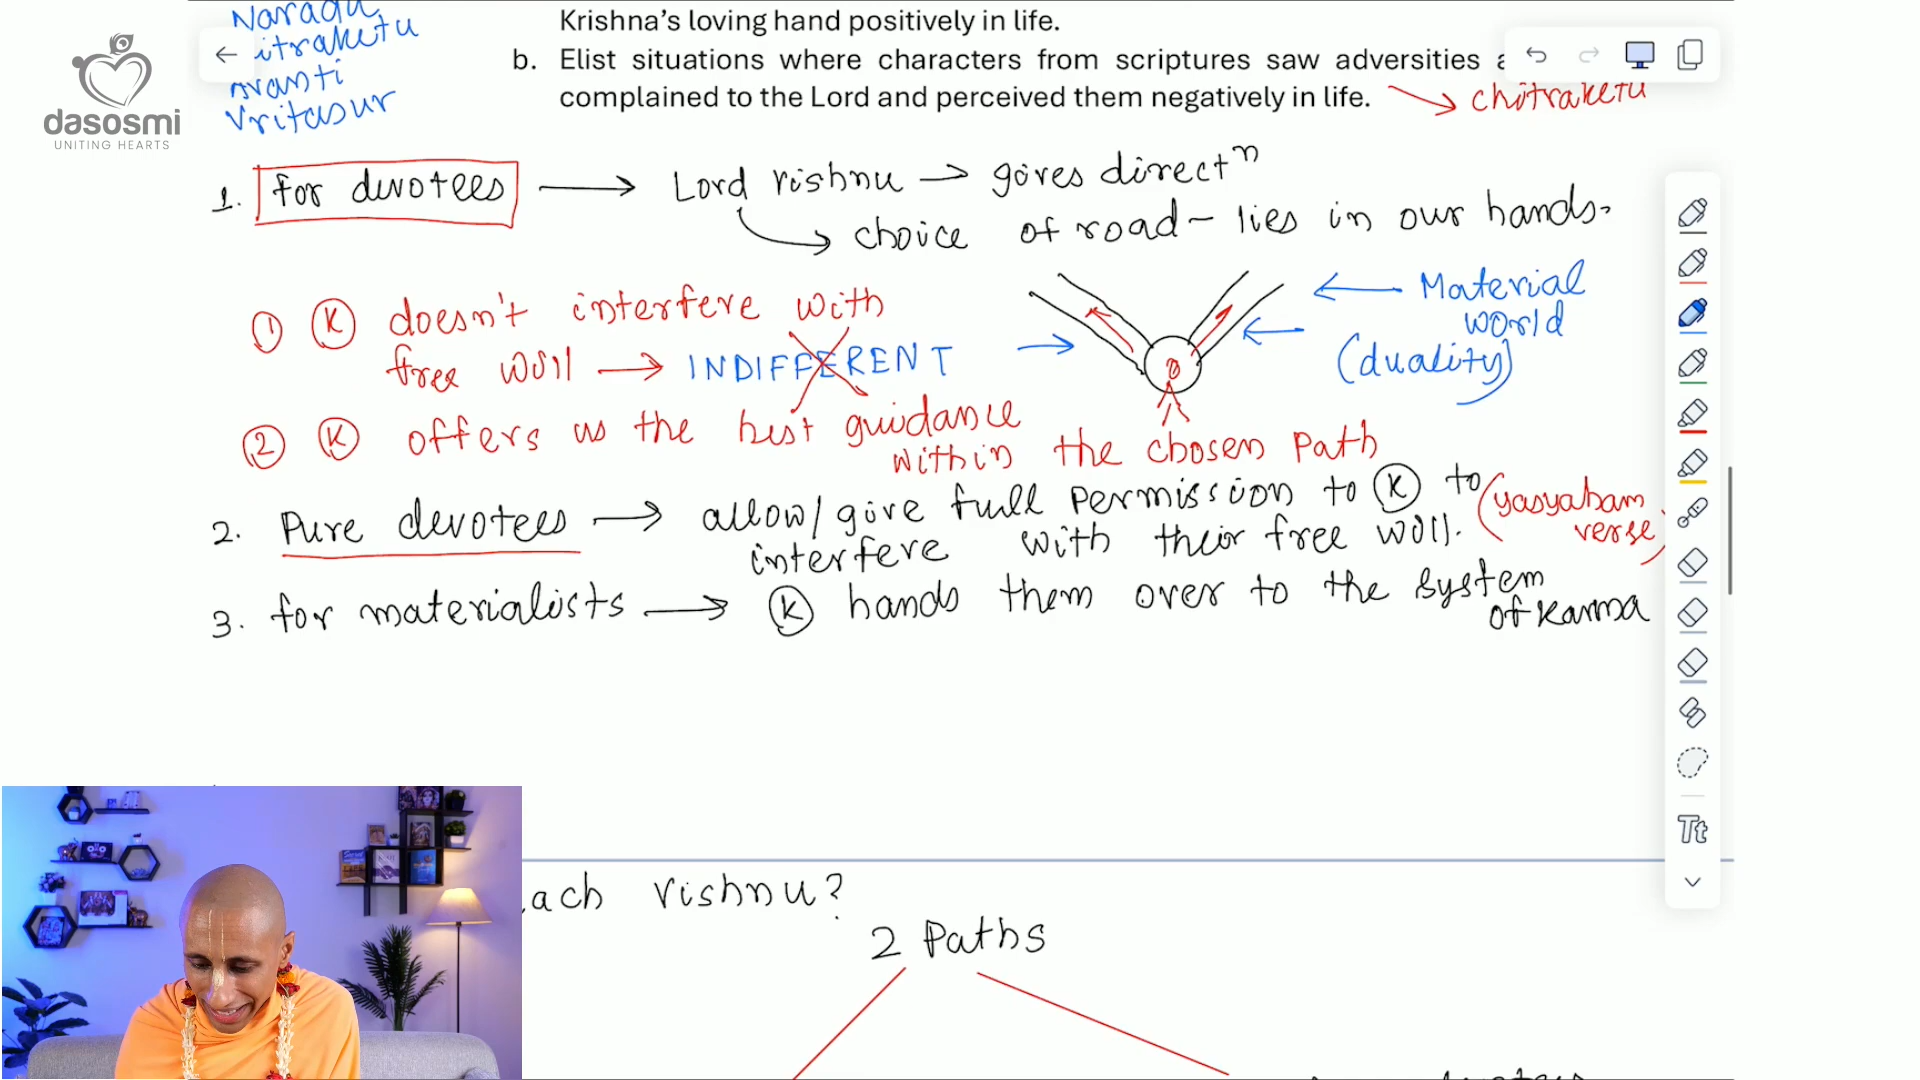 Narada
itraketu
Avanti
Vritasur
dasosmi
UNITING HEARTS
Krishna's loving hand positively in life.
b. Elist situations where characters from scriptures saw adversities a
complained to the Lord and perceived them negatively in life.
chitraketu
1. for devotees → Lord vishnu → gives directⁿ
choice of road - lies in our hands.
① Ⓚ doesn't interfere with
free will → INDIFFERENT
← Material
world
(duality)
② Ⓚ offers us the best guidance
within the chosen path
2. Pure devotees → allow/give full permission to Ⓚ to
interfere with their free will.
(yasyaham
verse)
3. for materialists → Ⓚ hands them over to the system
of karma
ach vishnu?
2 Paths
Tt